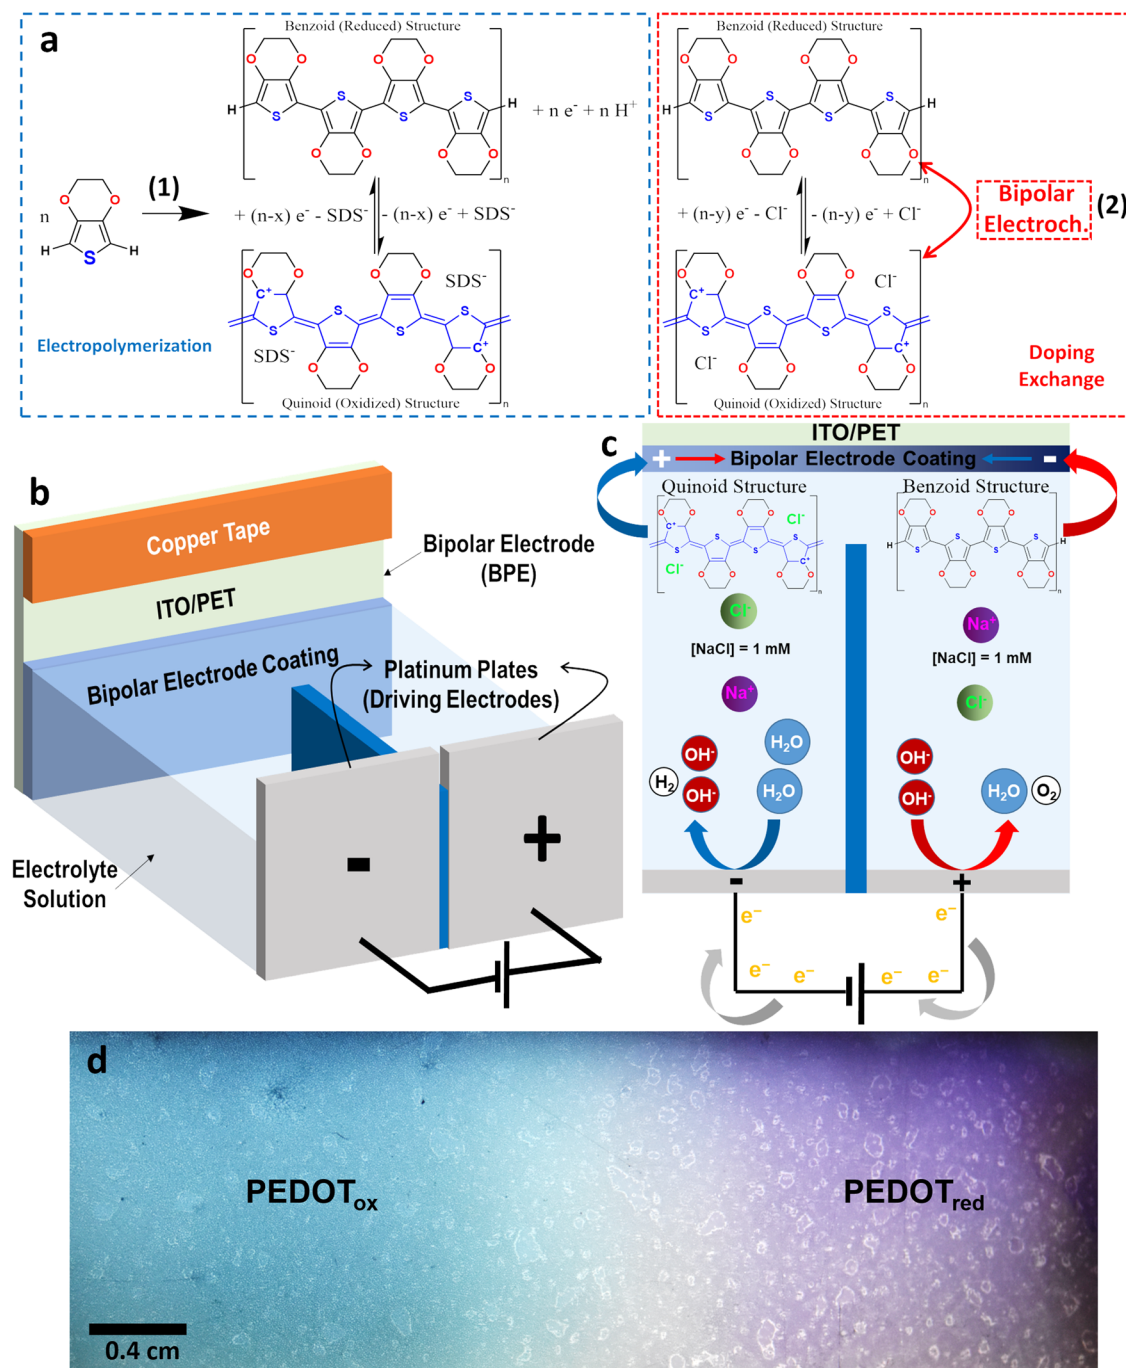 a
Benzoid (Reduced) Structure
O O O O
S S
H H
S S
O O O O
n
+ n e⁻ + n H⁺
n
O O
H S H
(1)
+ (n-x) e⁻ - SDS⁻
- (n-x) e⁻ + SDS⁻
O O O O
C⁺ SDS⁻
S S
S S
SDS⁻ C⁺
O O O O
n
Electropolymerization
Quinoid (Oxidized) Structure
Benzoid (Reduced) Structure
O O O O
S S
H H
S S
O O O O
n
+ (n-y) e⁻ - Cl⁻
- (n-y) e⁻ + Cl⁻
Bipolar
Electroch.
(2)
O O O O
C⁺ Cl⁻
S S
S S
Cl⁻ C⁺
O O O O
n
Quinoid (Oxidized) Structure
Doping
Exchange
b
Copper Tape
ITO/PET
Bipolar Electrode Coating
Bipolar Electrode
(BPE)
Platinum Plates
(Driving Electrodes)
Electrolyte
Solution
-
+
c
ITO/PET
+ Bipolar Electrode Coating -
Quinoid Structure
O O O O
C⁺ Cl⁻
S S
S S
Cl⁻ C⁺
O O O O
n
Benzoid Structure
O O O O
S S
H H
S S
O O O O
n
Cl⁻
[NaCl] = 1 mM
Na⁺
Na⁺
[NaCl] = 1 mM
Cl⁻
OH⁻ H₂O
H₂ OH⁻ H₂O
OH⁻
OH⁻ H₂O O₂
- +
e⁻ e⁻
e⁻ e⁻ e⁻ e⁻
d
PEDOTox
PEDOTred
0.4 cm